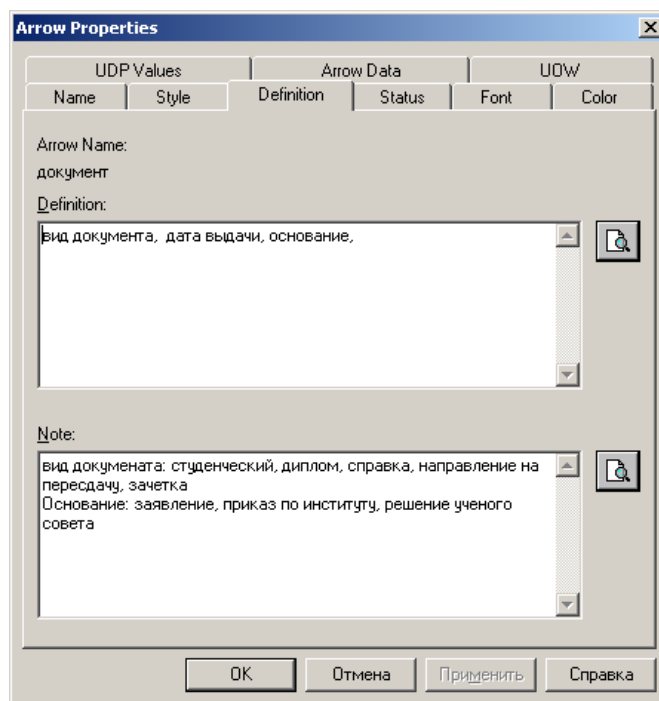 Arrow Properties
UDP Values Arrow Data UOW
Name Style Definition Status Font Color
Arrow Name:
документ
Definition:
вид документа, дата выдачи, основание,
Note:
вид докумената: студенческий, диплом, справка, направление на
пересдачу, зачетка
Основание: заявление, приказ по институту, решение ученого
совета
OK Отмена Применить Справка